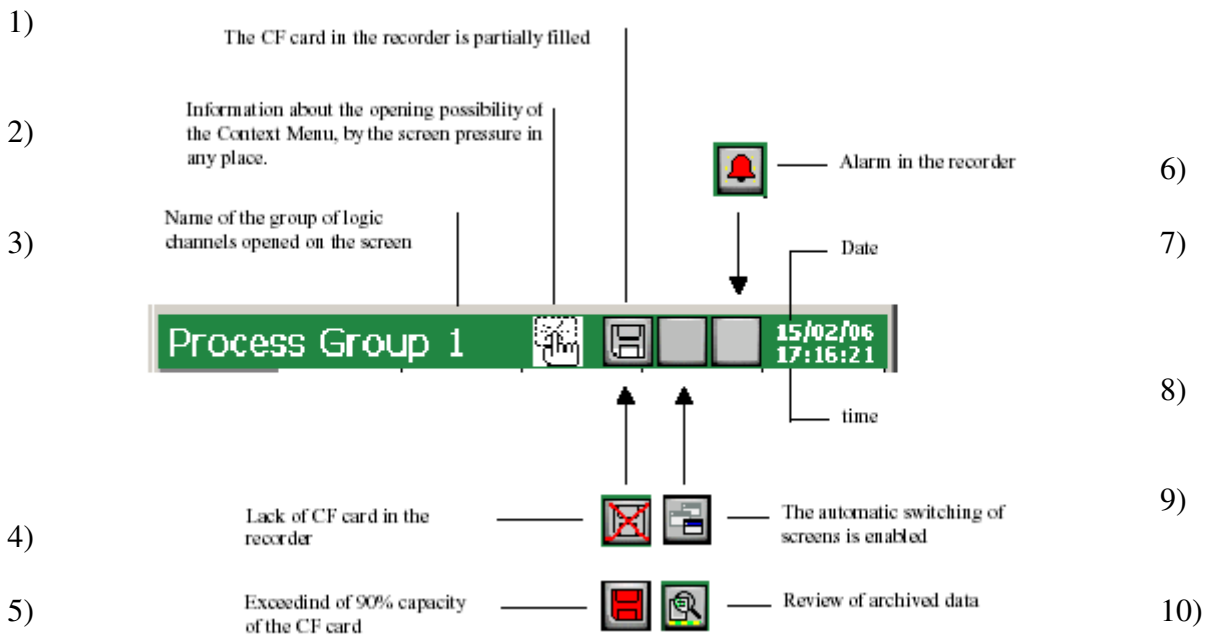 1)
The CF card in the recorder is partially filled
Information about the opening possibility of
the Context Menu, by the screen pressure in
any place.
2)
Alarm in the recorder
6)
Name of the group of logic
channels opened on the screen
3)
Date
7)
Process Group 1
15/02/06
17:16:21
time
8)
Lack of CF card in the
recorder
4)
The automatic switching of
screens is enabled
9)
Exceedind of 90% capacity
of the CF card
5)
Review of archived data
10)